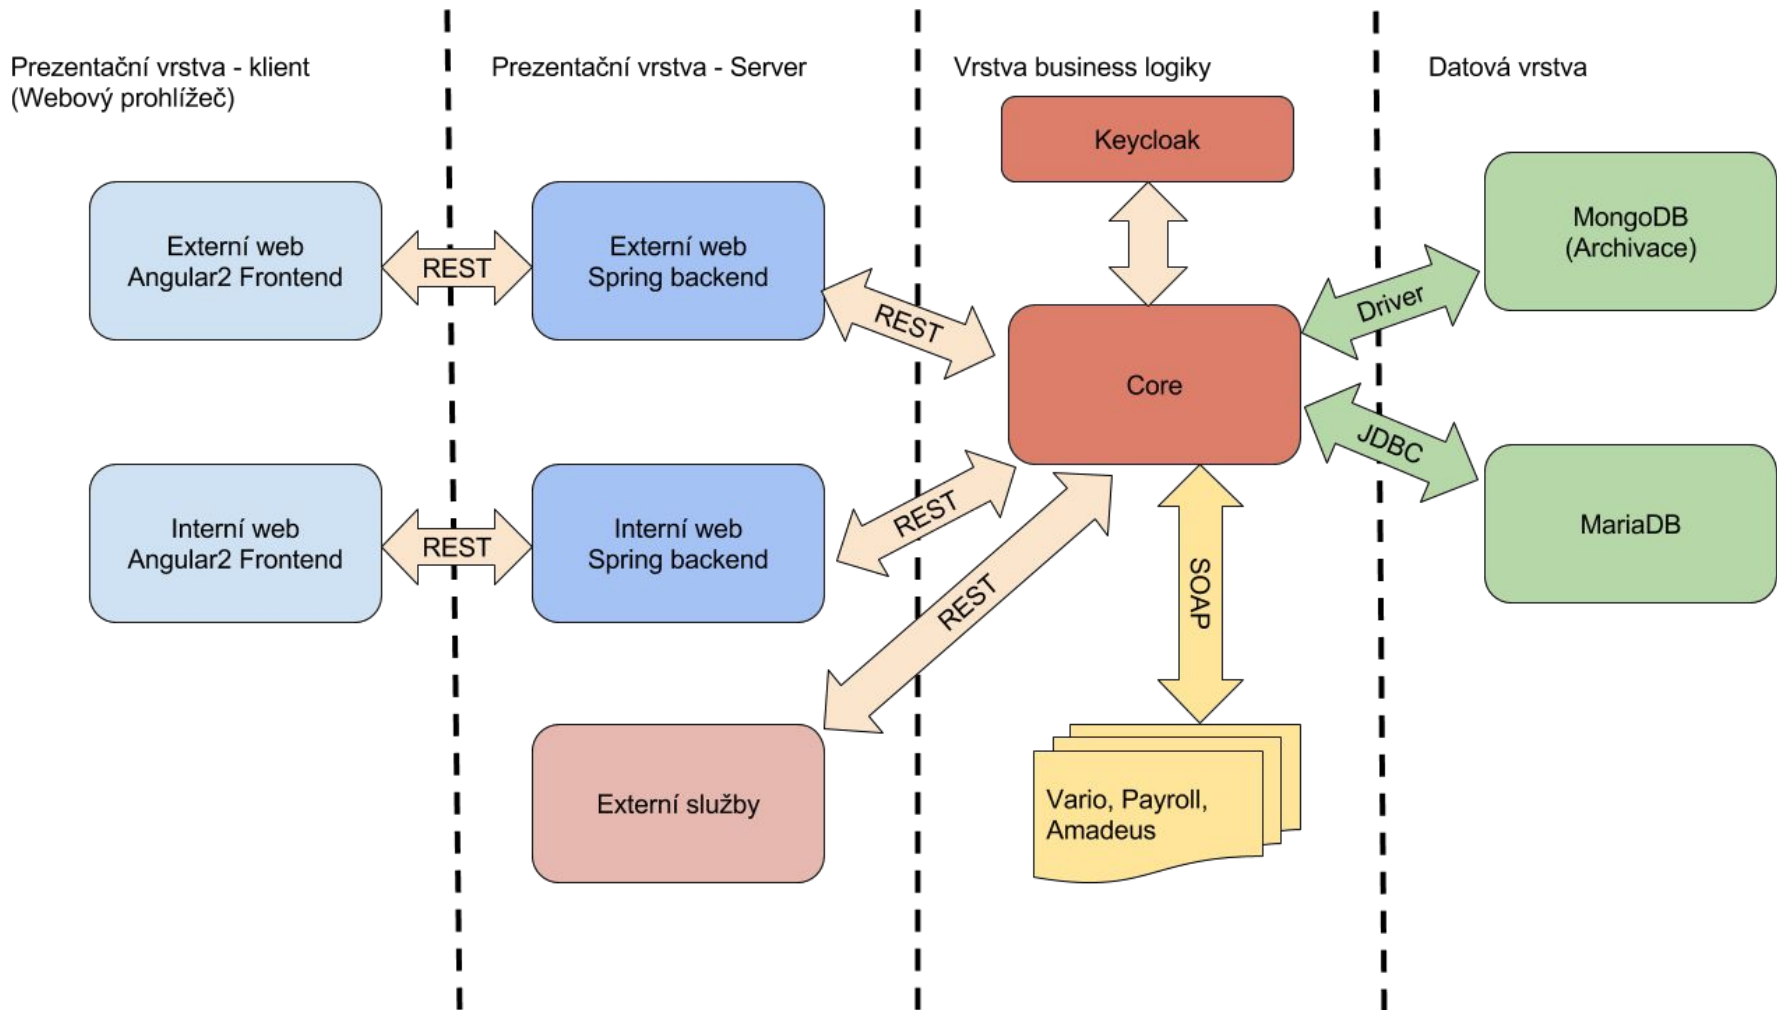 Prezentační vrstva - klient
(Webový prohlížeč)
Prezentační vrstva - Server
Vrstva business logiky
Datová vrstva
Keycloak
Externí web
Angular2 Frontend
REST
Externí web
Spring backend
REST
Core
Driver
MongoDB
(Archivace)
JDBC
MariaDB
Interní web
Angular2 Frontend
REST
Interní web
Spring backend
REST
REST
SOAP
Externí služby
Vario, Payroll,
Amadeus